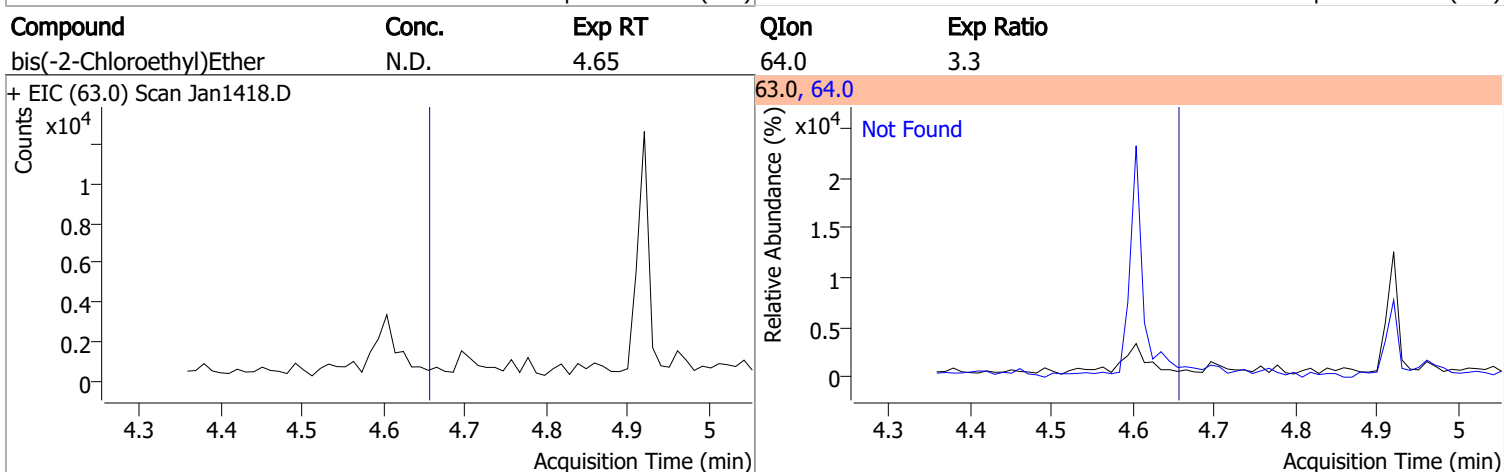 Compound Conc. Exp RT QIon Exp Ratio
bis(-2-Chloroethyl)Ether N.D. 4.65 64.0 3.3
+ EIC (63.0) Scan Jan1418.D
Counts
x10⁴
1
0.8
0.6
0.4
0.2
0
4.3 4.4 4.5 4.6 4.7 4.8 4.9 5
Acquisition Time (min)
63.0, 64.0
Relative Abundance (%)
x10⁴
Not Found
2
1.5
1
0.5
0
4.3 4.4 4.5 4.6 4.7 4.8 4.9 5
Acquisition Time (min)